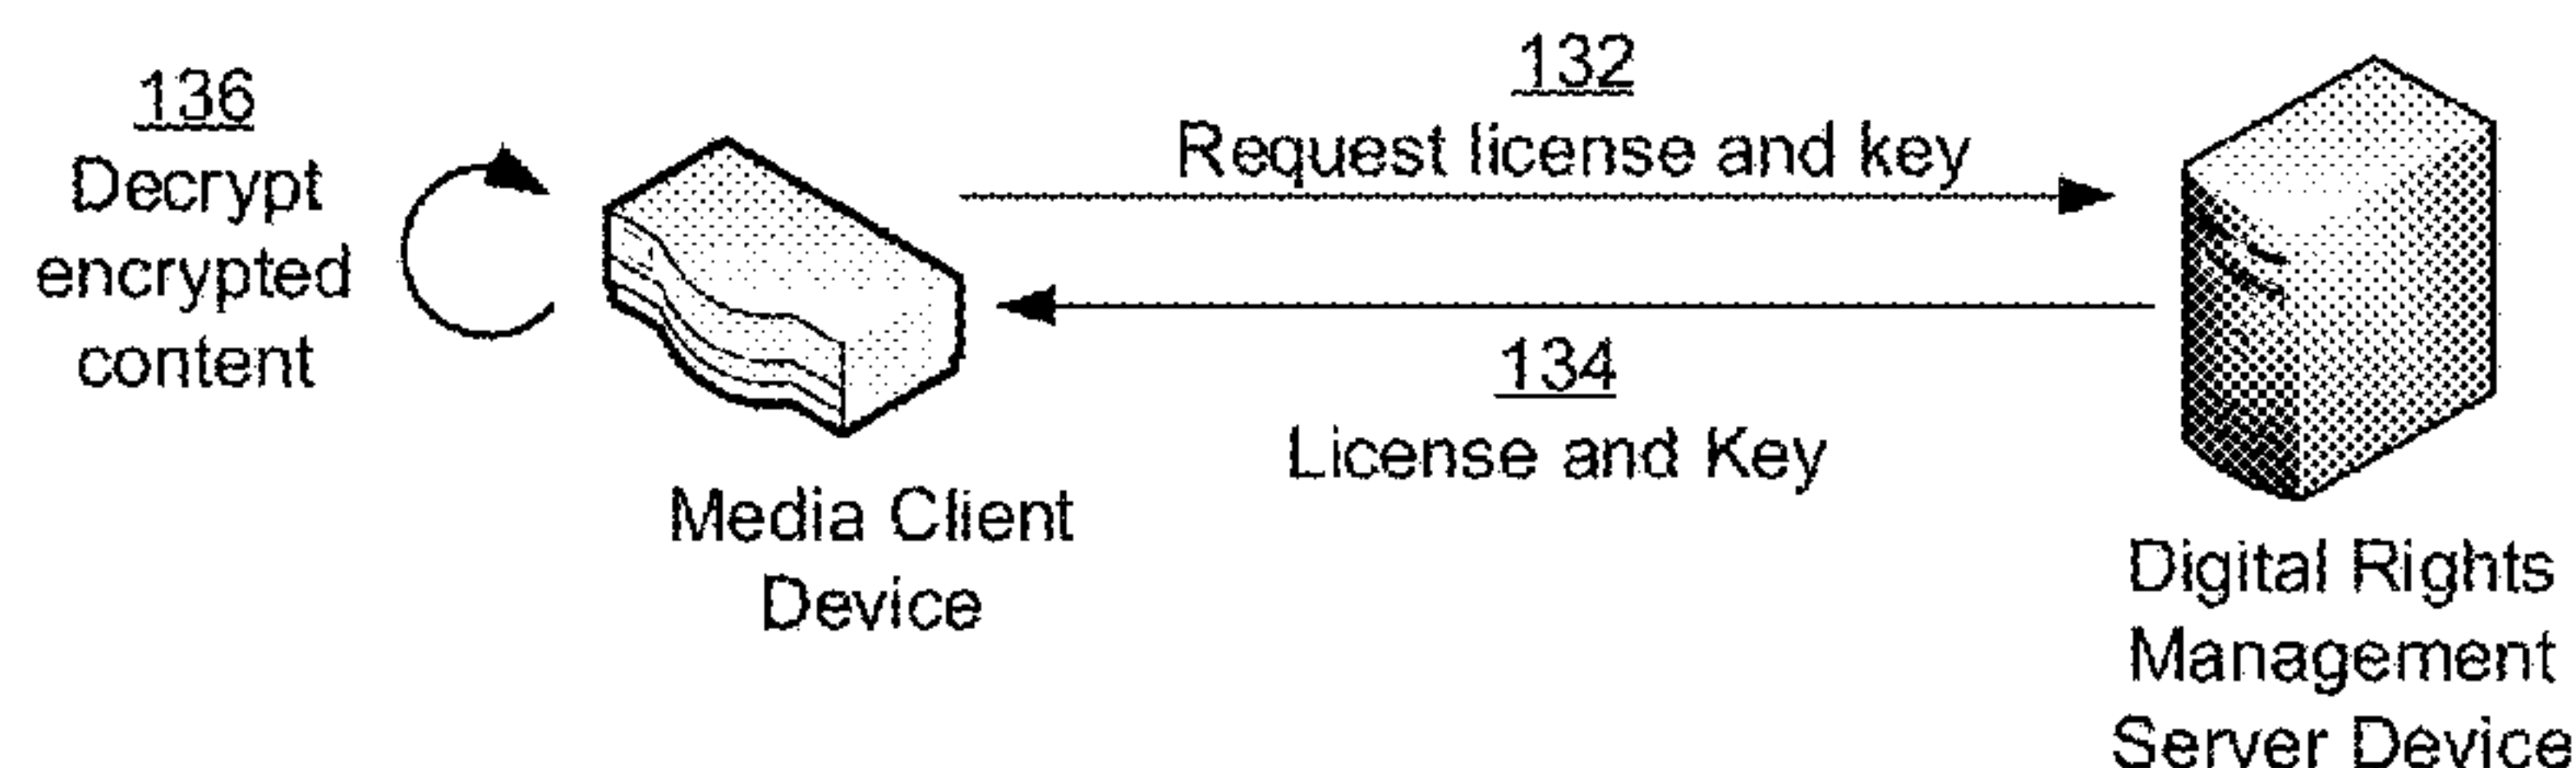 136
Decrypt
encrypted
content
132
Request license and key
134
License and Key
Media Client
Device
Digital Rights
Management
Server Device